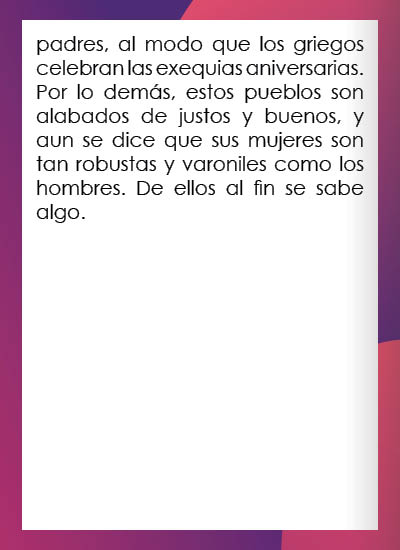 padres, al modo que los griegos
celebran las exequias aniversarias.
Por lo demás, estos pueblos son
alabados de justos y buenos, y
aun se dice que sus mujeres son
tan robustas y varoniles como los
hombres. De ellos al fin se sabe
algo.